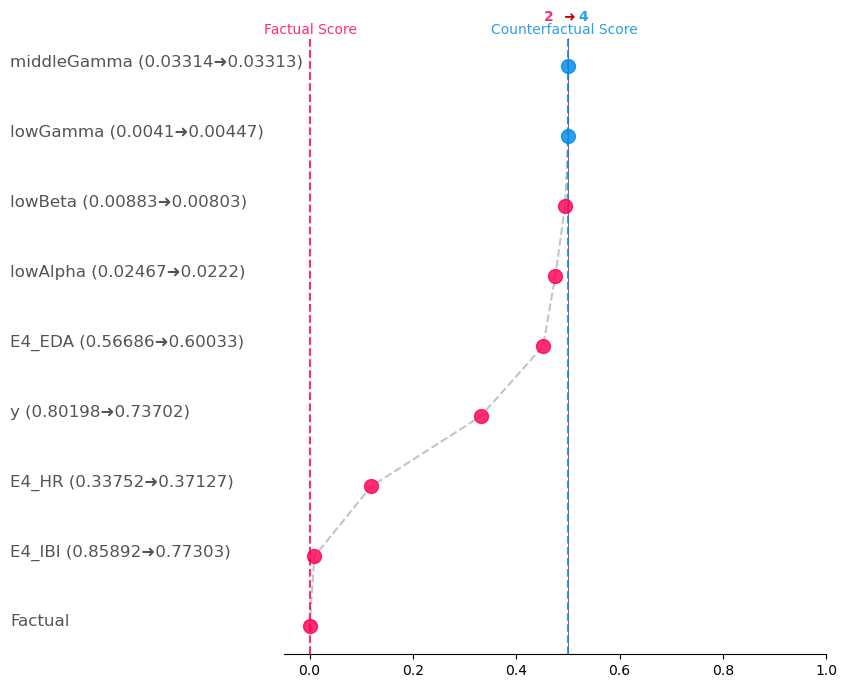 2 ➜ 4
Factual Score Counterfactual Score
middleGamma (0.03314➜0.03313)
lowGamma (0.0041➜0.00447)
lowBeta (0.00883➜0.00803)
lowAlpha (0.02467➜0.0222)
E4_EDA (0.56686➜0.60033)
y (0.80198➜0.73702)
E4_HR (0.33752➜0.37127)
E4_IBI (0.85892➜0.77303)
Factual
0.0 0.2 0.4 0.6 0.8 1.0